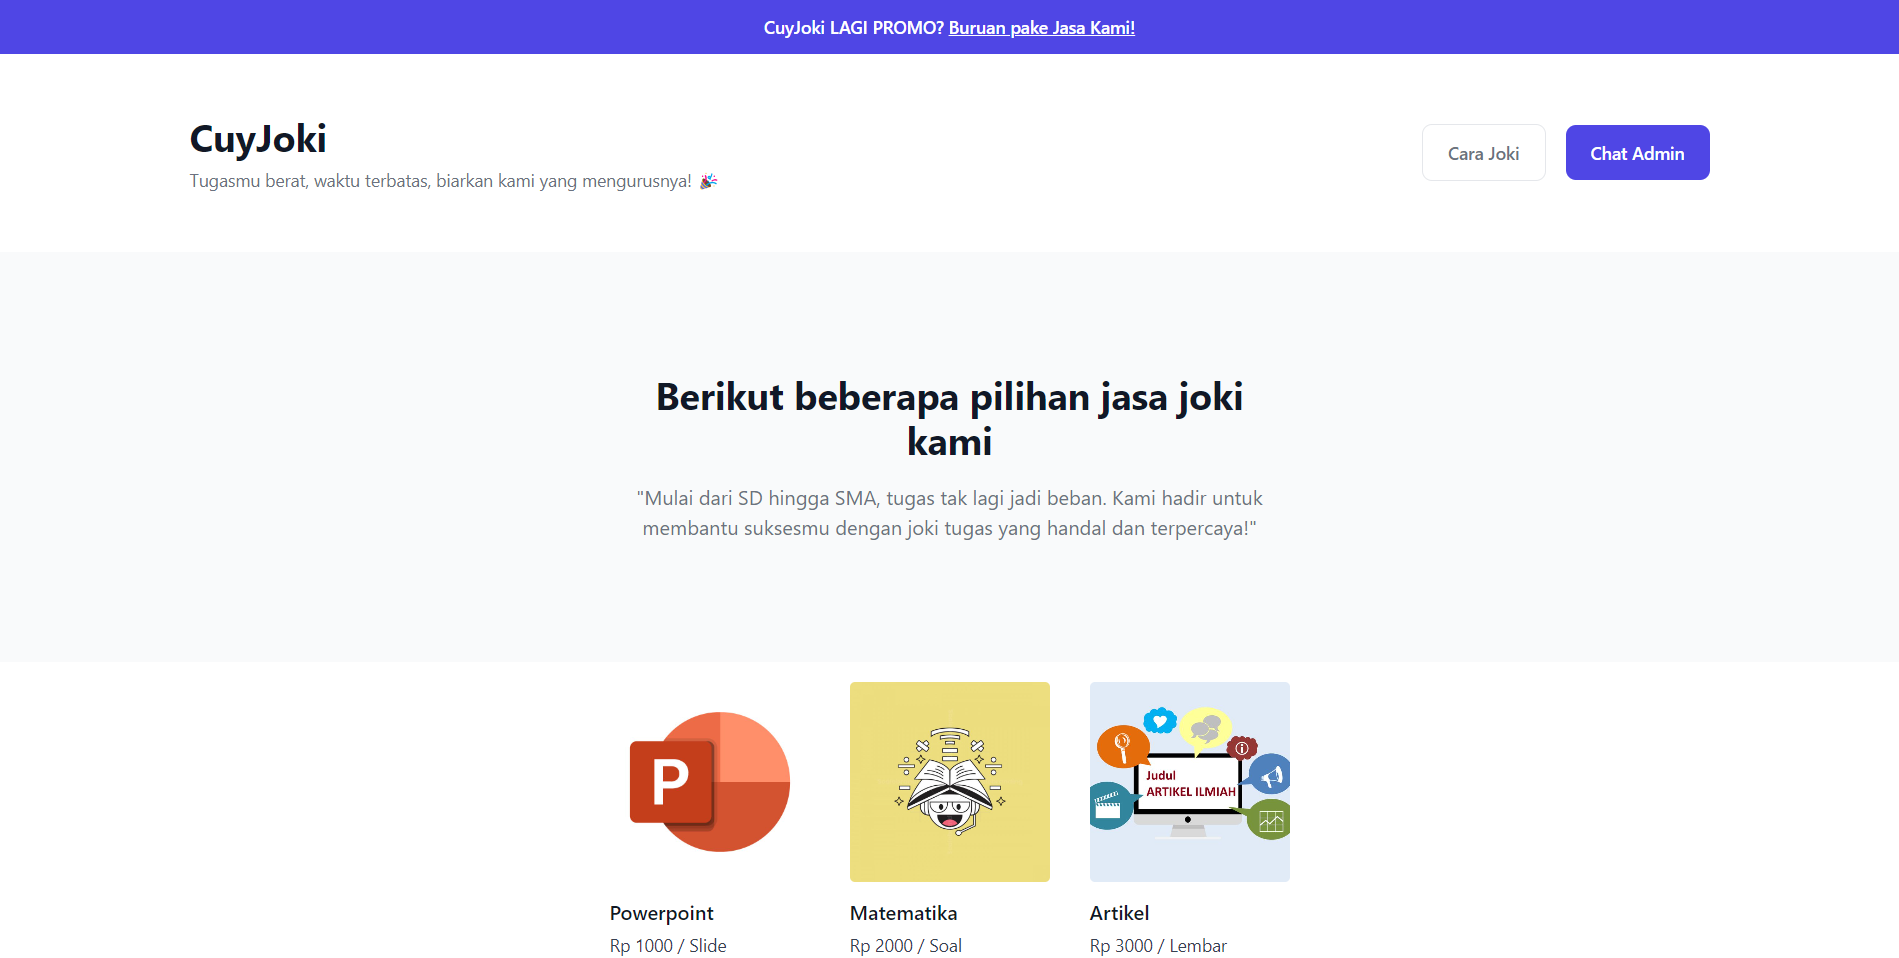 CuyJoki LAGI PROMO? Buruan pake Jasa Kami!
CuyJoki
Tugasmu berat, waktu terbatas, biarkan kami yang mengurusnya! 🎉
Cara Joki
Chat Admin
Berikut beberapa pilihan jasa joki
kami
"Mulai dari SD hingga SMA, tugas tak lagi jadi beban. Kami hadir untuk
membantu suksesmu dengan joki tugas yang handal dan terpercaya!"
P
Judul
ARTIKEL ILMIAH
Powerpoint
Rp 1000 / Slide
Matematika
Rp 2000 / Soal
Artikel
Rp 3000 / Lembar